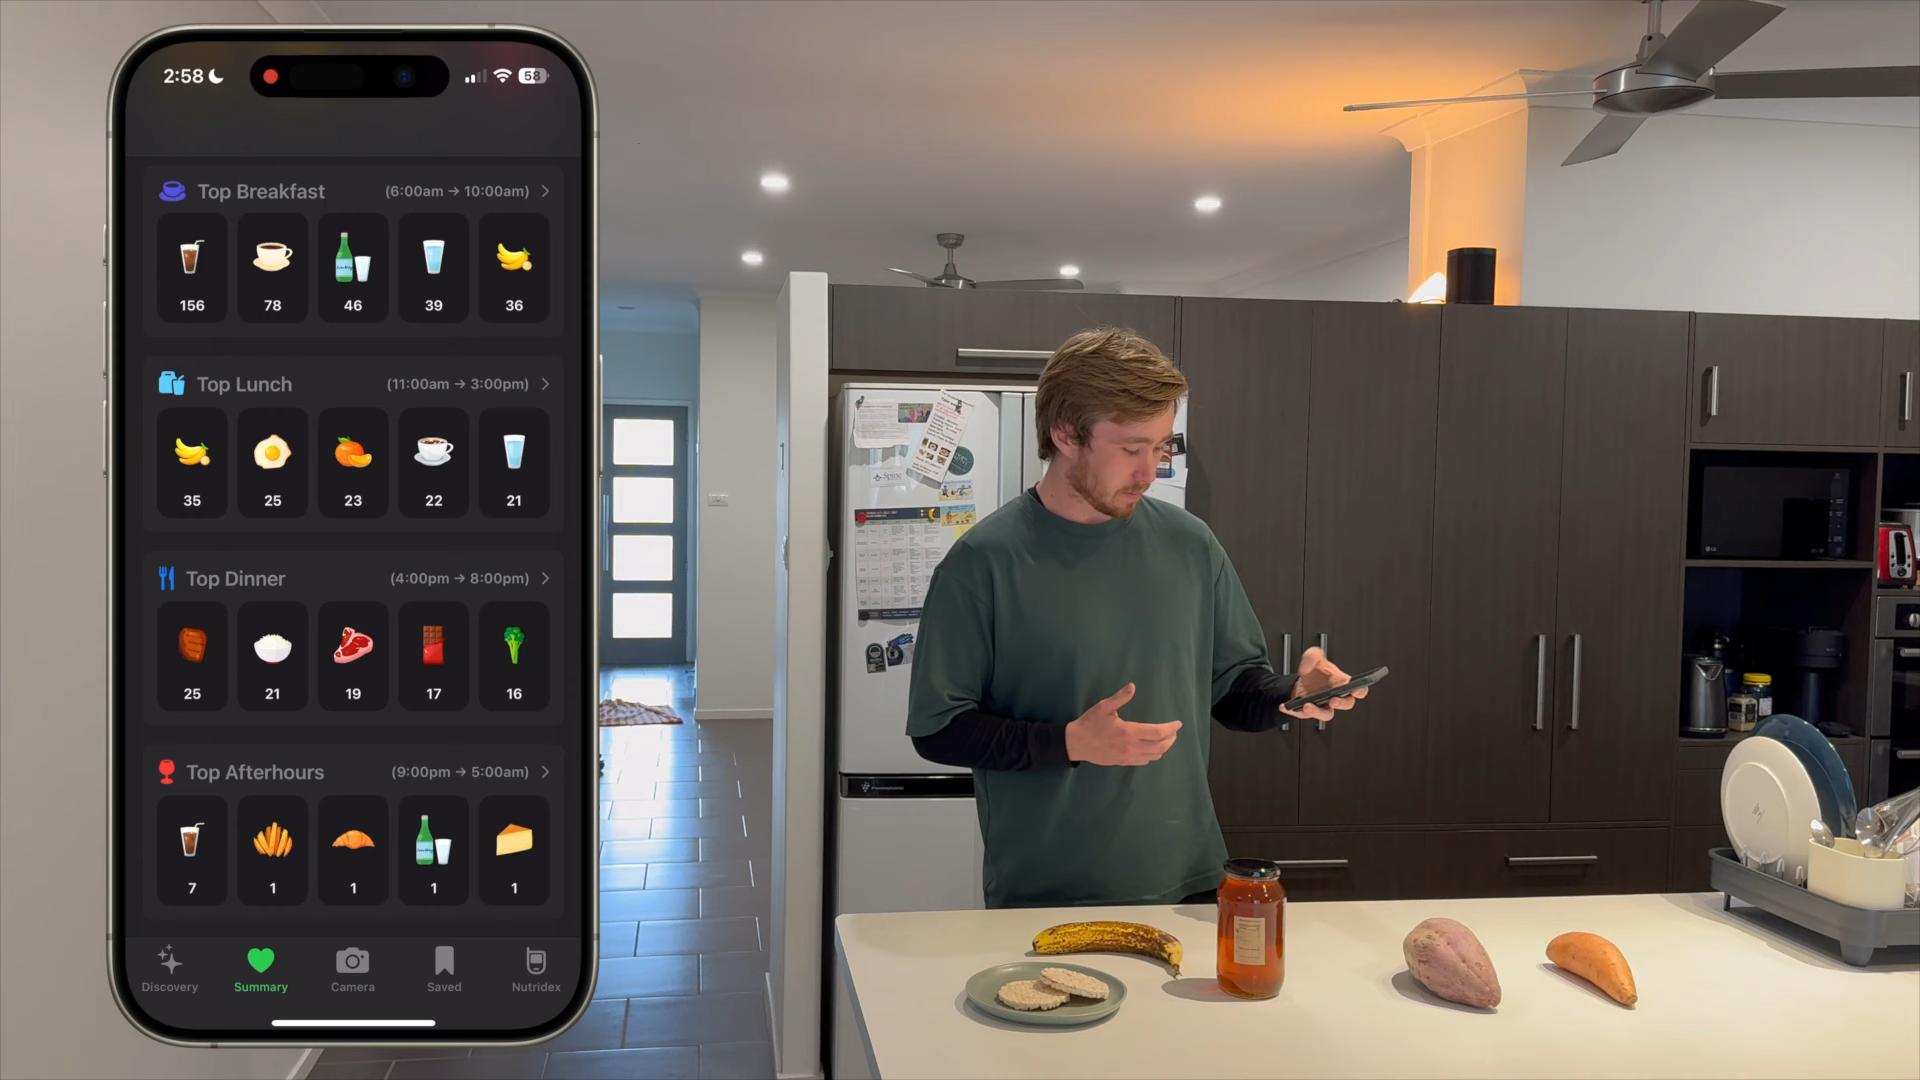 2:58
58
Top Breakfast
(6:00am → 10:00am)
156
78
46
39
36
Top Lunch
(11:00am → 3:00pm)
35
25
23
22
21
Top Dinner
(4:00pm → 8:00pm)
25
21
19
17
16
Top Afterhours
(9:00pm → 5:00am)
7
1
1
1
1
Discovery
Summary
Camera
Saved
Nutridex
Spine
LG